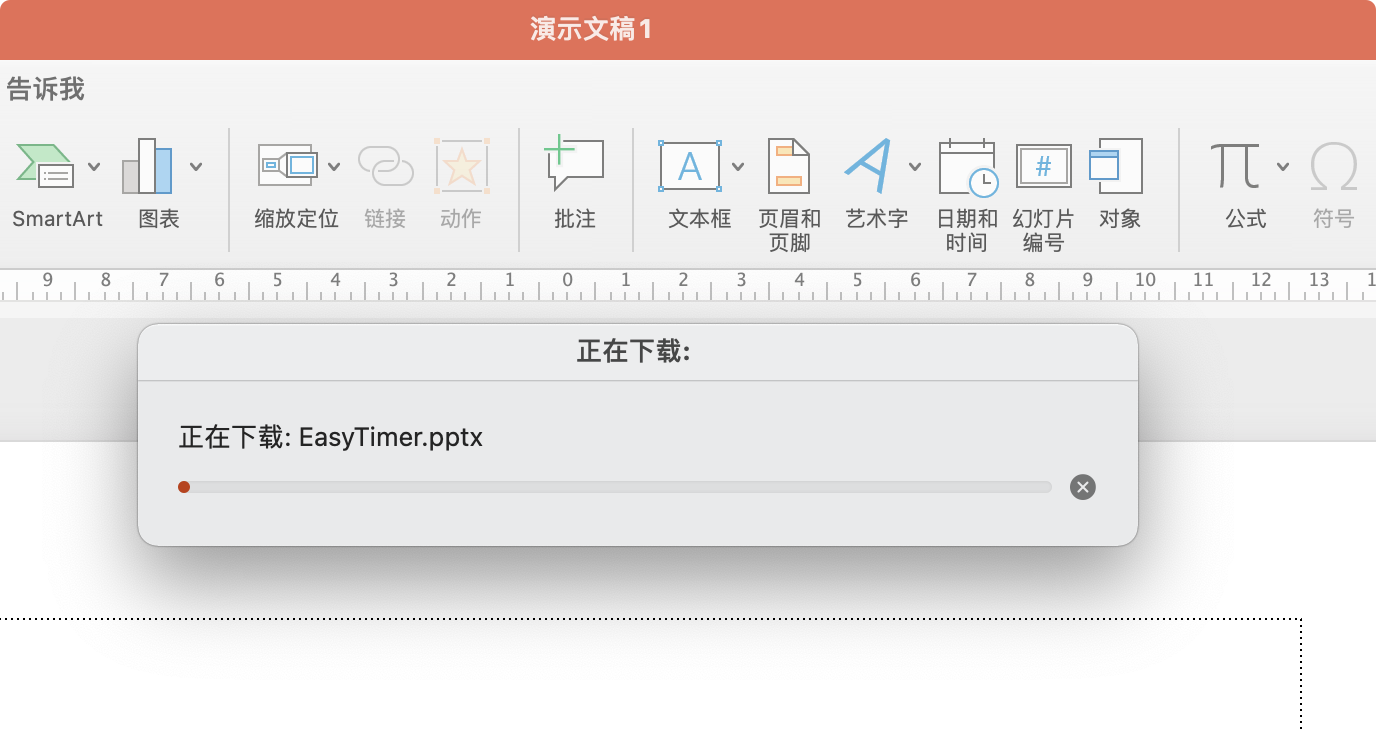 演示文稿1
告诉我
SmartArt 图表 缩放定位 链接 动作 批注 文本框 页眉和 艺术字 日期和 幻灯片 对象 公式 符号
页脚 时间 编号
9 8 7 6 5 4 3 2 1 0 1 2 3 4 5 6 7 8 9 10 11 12 13 1
正在下载:
正在下载: EasyTimer.pptx